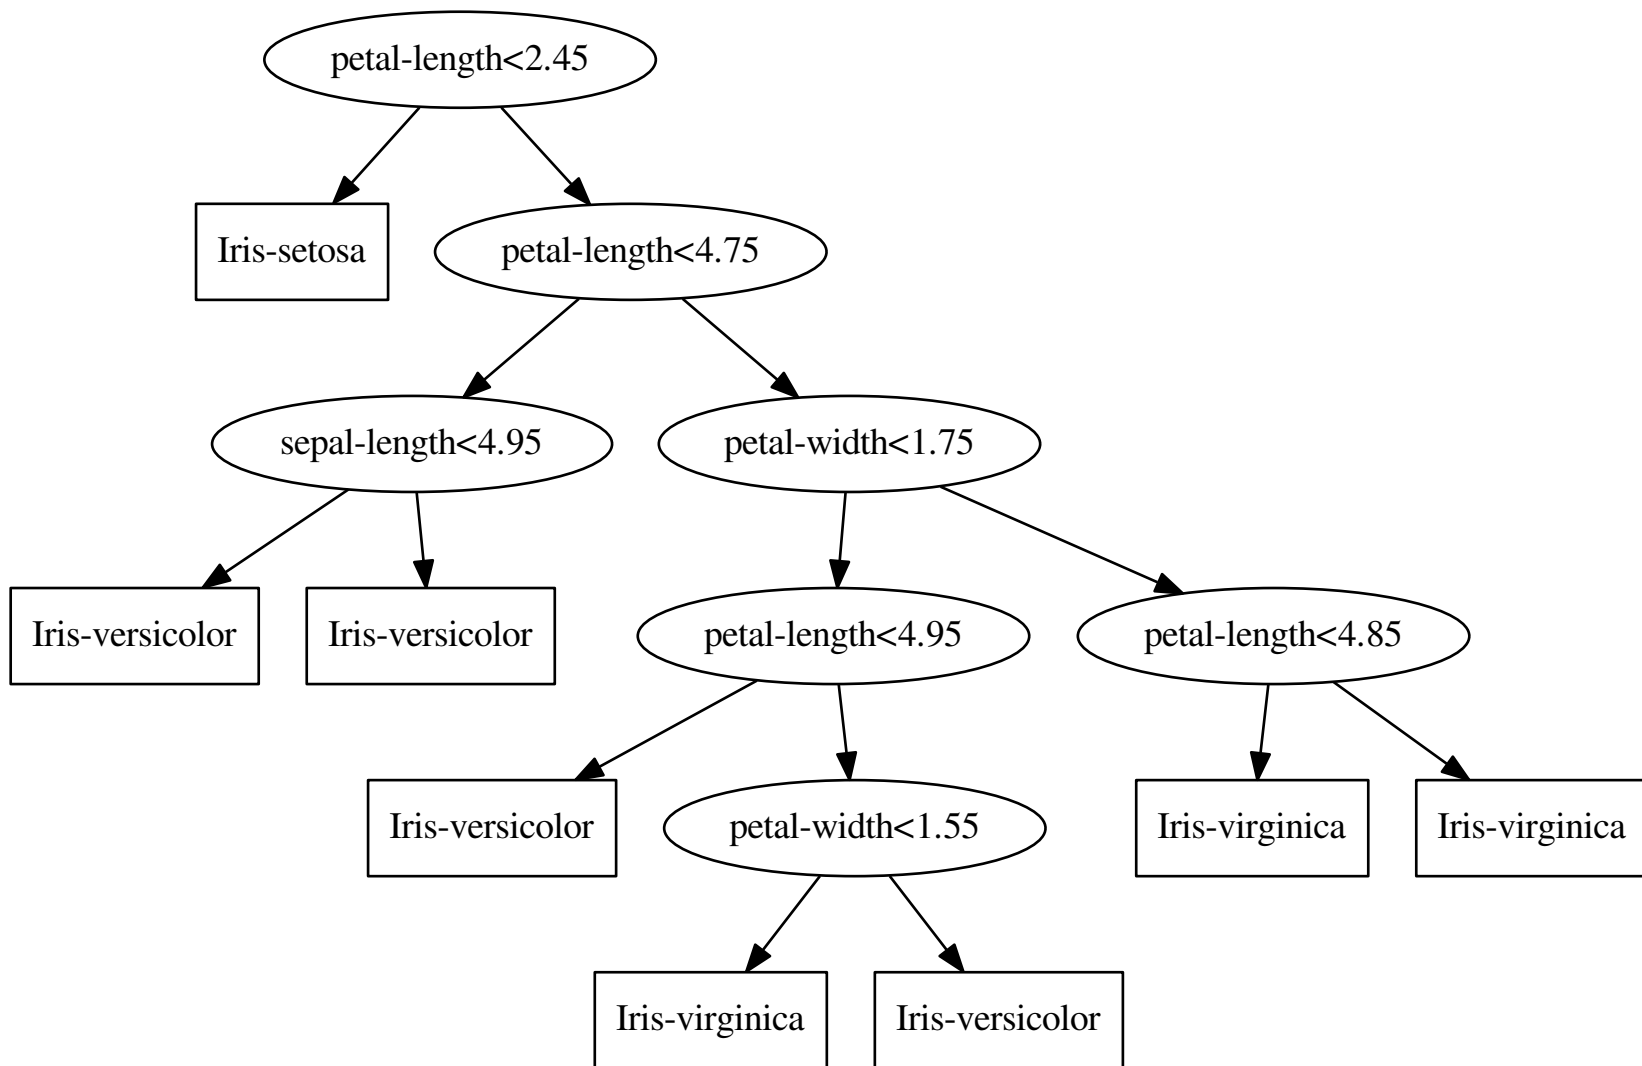 petal-length<2.45
Iris-setosa
petal-length<4.75
sepal-length<4.95
petal-width<1.75
Iris-versicolor
Iris-versicolor
petal-length<4.95
petal-length<4.85
Iris-versicolor
petal-width<1.55
Iris-virginica
Iris-virginica
Iris-virginica
Iris-versicolor